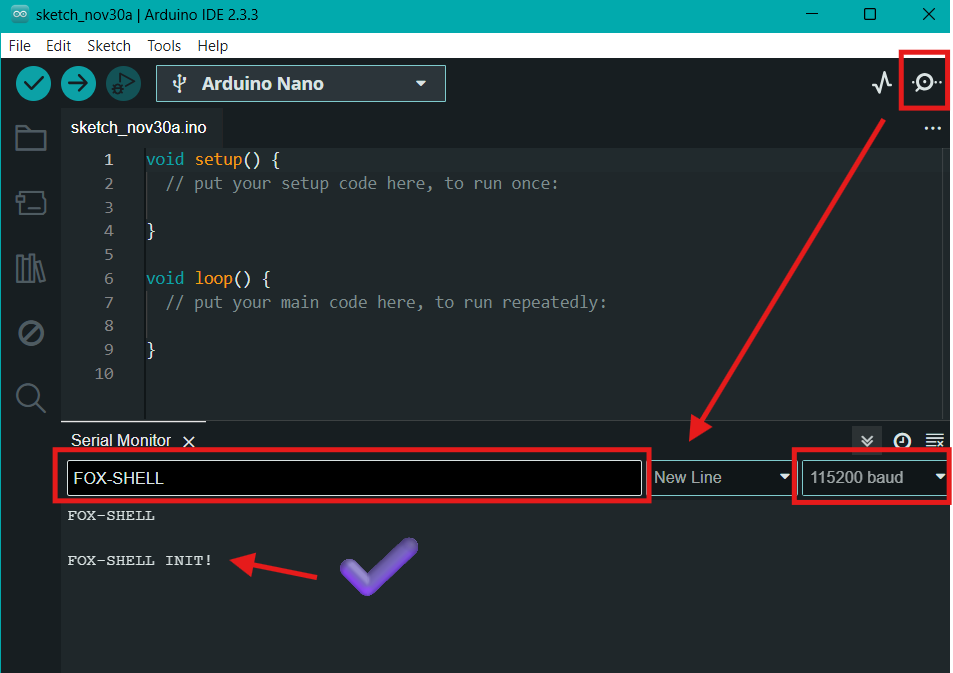 sketch_nov30a | Arduino IDE 2.3.3
File Edit Sketch Tools Help
Arduino Nano
sketch_nov30a.ino
1 void setup() {
2 // put your setup code here, to run once:
3
4 }
5
6 void loop() {
7 // put your main code here, to run repeatedly:
8
9 }
10
Serial Monitor
FOX-SHELL New Line 115200 baud
FOX-SHELL
FOX-SHELL INIT!